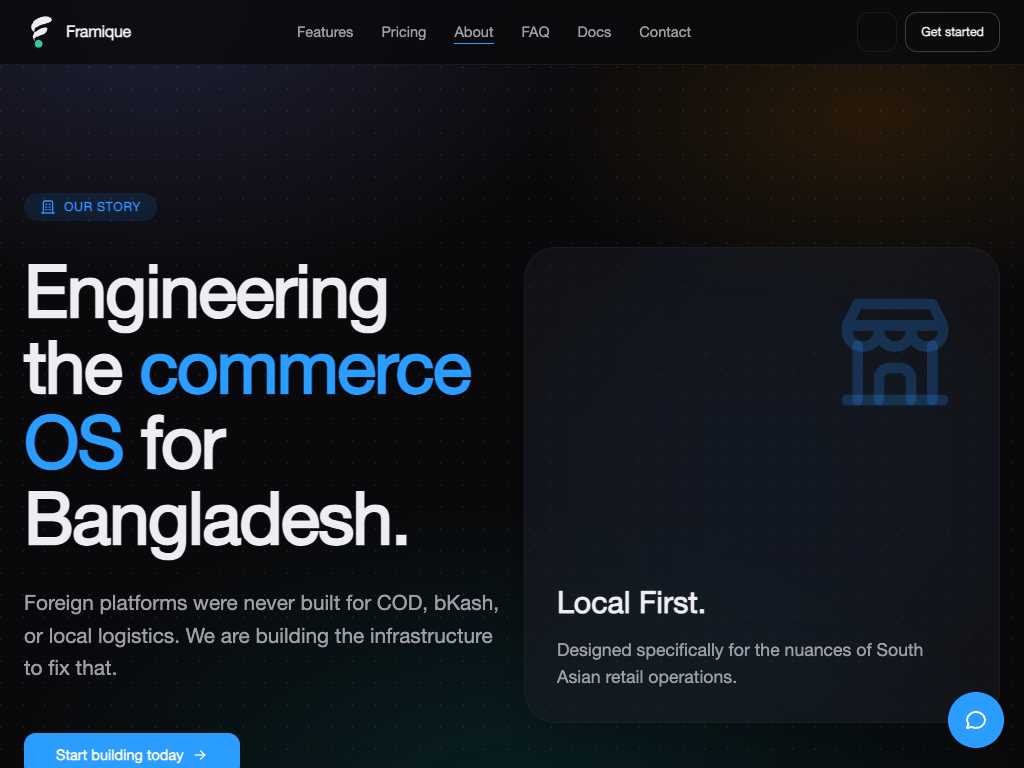 Framique
Features
Pricing
About
FAQ
Docs
Contact
Get started
OUR STORY
Engineering
the commerce
OS for
Bangladesh.
Foreign platforms were never built for COD, bKash,
or local logistics. We are building the infrastructure
to fix that.
Start building today →
Local First.
Designed specifically for the nuances of South
Asian retail operations.